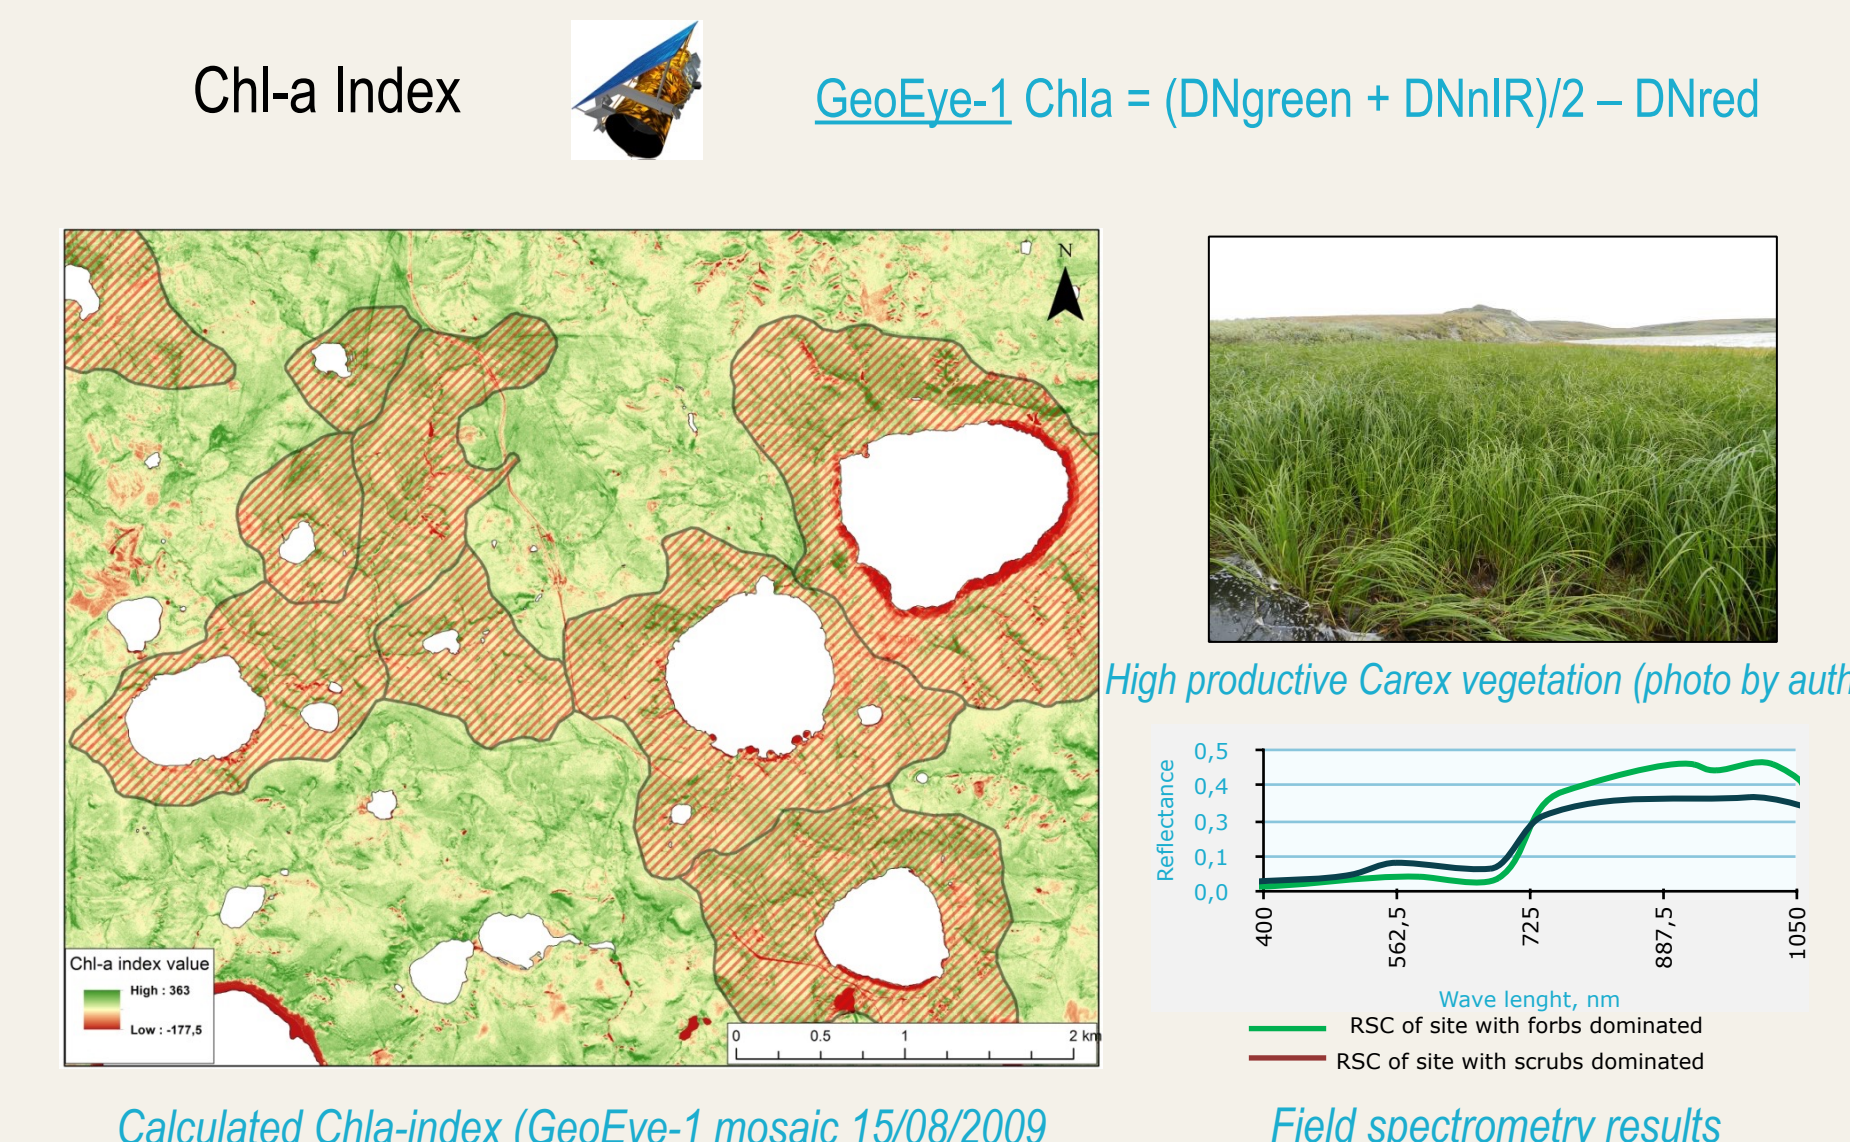 Chl-a Index
GeoEye-1 Chla = (DNgreen + DNnIR)/2 – DNred
N
Chl-a index value
High : 363
Low : -177,5
0 0.5 1 2 km
Calculated Chla-index (GeoEye-1 mosaic 15/08/2009
High productive Carex vegetation (photo by auth
Reflectance
0,5
0,4
0,3
0,1
0,0
400 562,5 725 887,5 1050
Wave lenght, nm
RSC of site with forbs dominated
RSC of site with scrubs dominated
Field spectrometry results